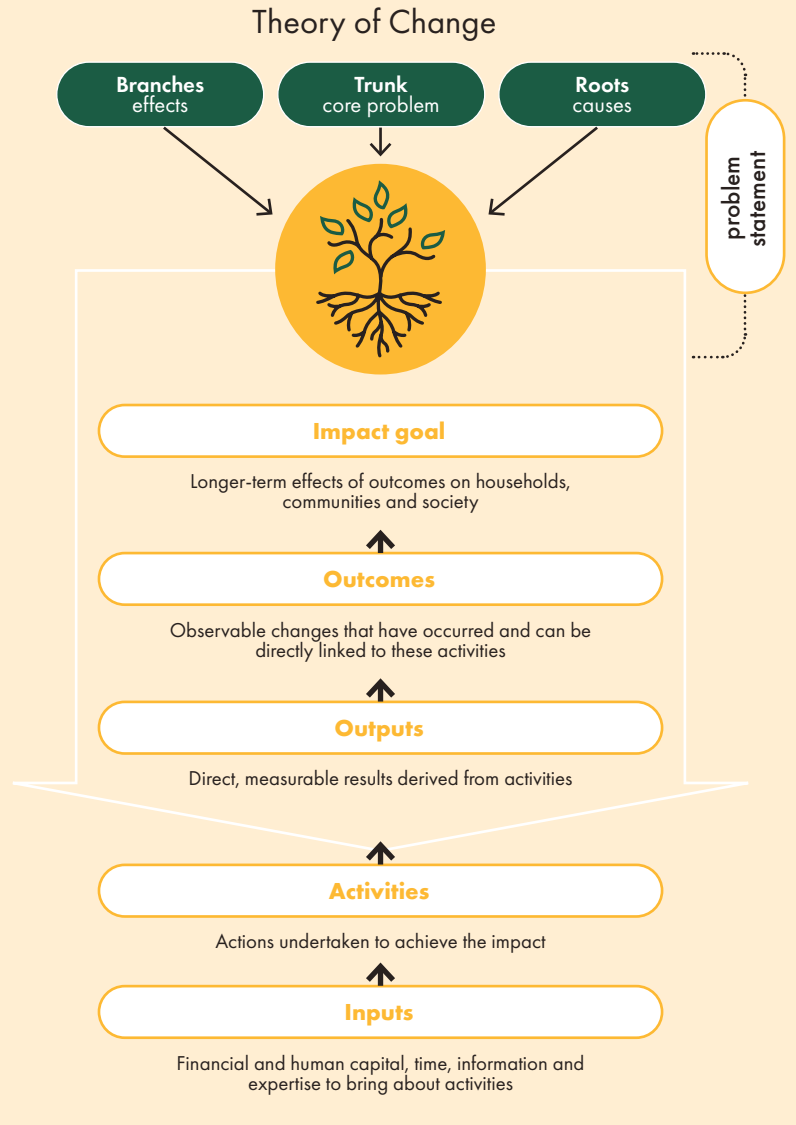 Theory of Change
Branches
effects
Trunk
core problem
Roots
causes
problem
statement
Impact goal
Longer-term effects of outcomes on households,
communities and society
Outcomes
Observable changes that have occurred and can be
directly linked to these activities
Outputs
Direct, measurable results derived from activities
Activities
Actions undertaken to achieve the impact
Inputs
Financial and human capital, time, information and
expertise to bring about activities